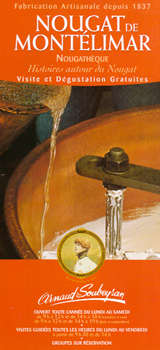 Fabrication Artisanale depuis 1837
NOUGAT DE
MONTÉLIMAR
NOUGATHÈQUE
Histoires autour du Nougat
Visite et Dégustation Gratuites
Arnaud Soubeyran
OUVERT TOUTE L'ANNÉE DU LUNDI AU SAMEDI
VISITES GUIDÉES TOUTES LES HEURES DU LUNDI AU VENDREDI
GROUPES SUR RÉSERVATION